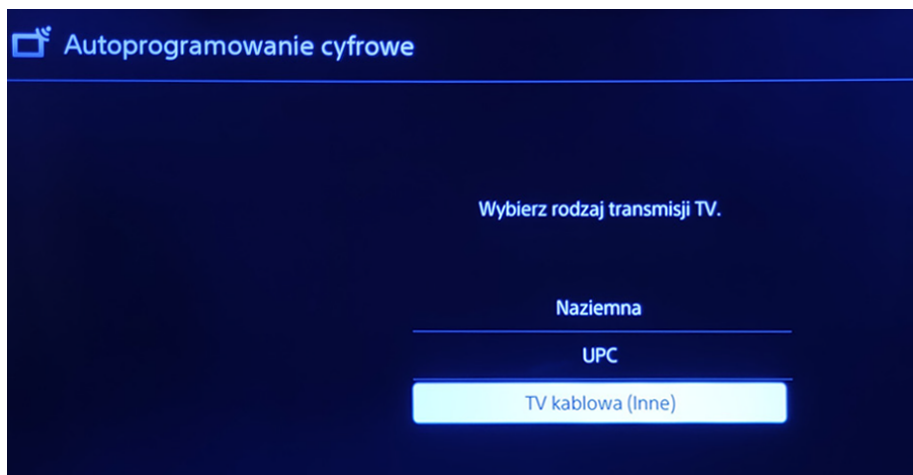 Autoprogramowanie cyfrowe
Wybierz rodzaj transmisji TV.
Naziemna
UPC
TV kablowa (Inne)